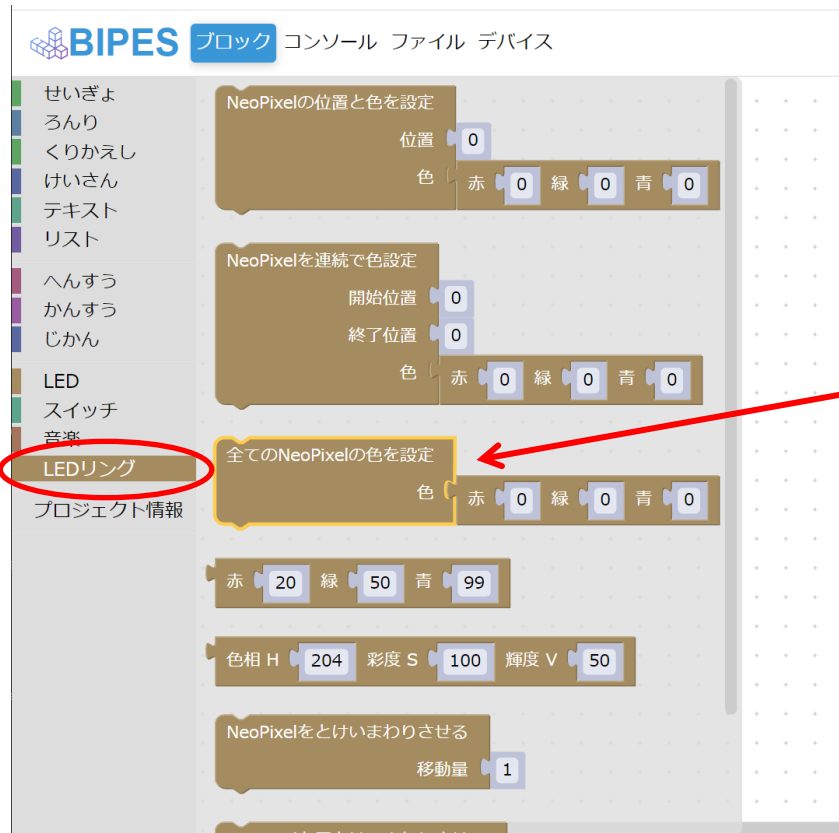 BIPES ブロック コンソール ファイル デバイス
せいぎょ
ろんり
くりかえし
けいさん
テキスト
リスト
へんすう
かんすう
じかん
LED
スイッチ
音楽
LEDリング
プロジェクト情報
NeoPixelの位置と色を設定
位置 0
色 赤 0 緑 0 青 0
NeoPixelを連続で色設定
開始位置 0
終了位置 0
色 赤 0 緑 0 青 0
全てのNeoPixelの色を設定
色 赤 0 緑 0 青 0
赤 20 緑 50 青 99
色相 H 204 彩度 S 100 輝度 V 50
NeoPixelをとけいまわりさせる
移動量 1